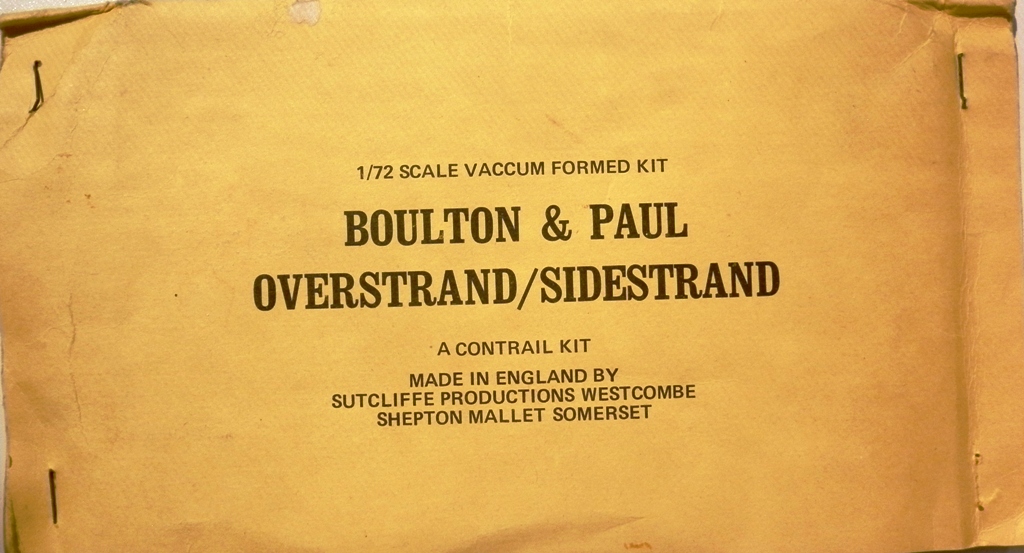 1/72 SCALE VACCUM FORMED KIT
BOULTON & PAUL
OVERSTRAND/SIDESTRAND
A CONTRAIL KIT
MADE IN ENGLAND BY
SUTCLIFFE PRODUCTIONS WESTCOMBE
SHEPTON MALLET SOMERSET